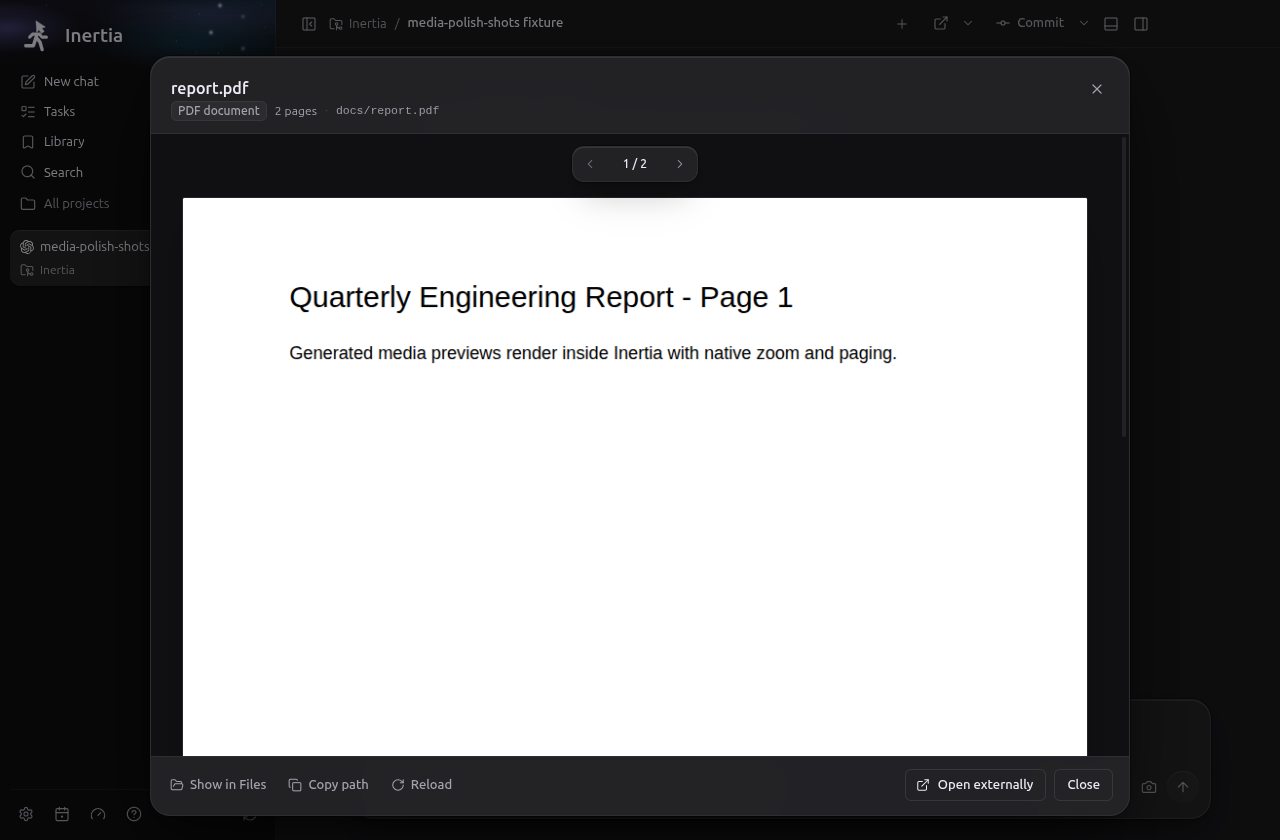 Inertia
Inertia / media-polish-shots fixture
Commit
New chat
Tasks
Library
Search
All projects
media-polish-shots
Inertia
report.pdf
PDF document 2 pages · docs/report.pdf
1 / 2
Quarterly Engineering Report - Page 1
Generated media previews render inside Inertia with native zoom and paging.
Show in Files
Copy path
Reload
Open externally
Close